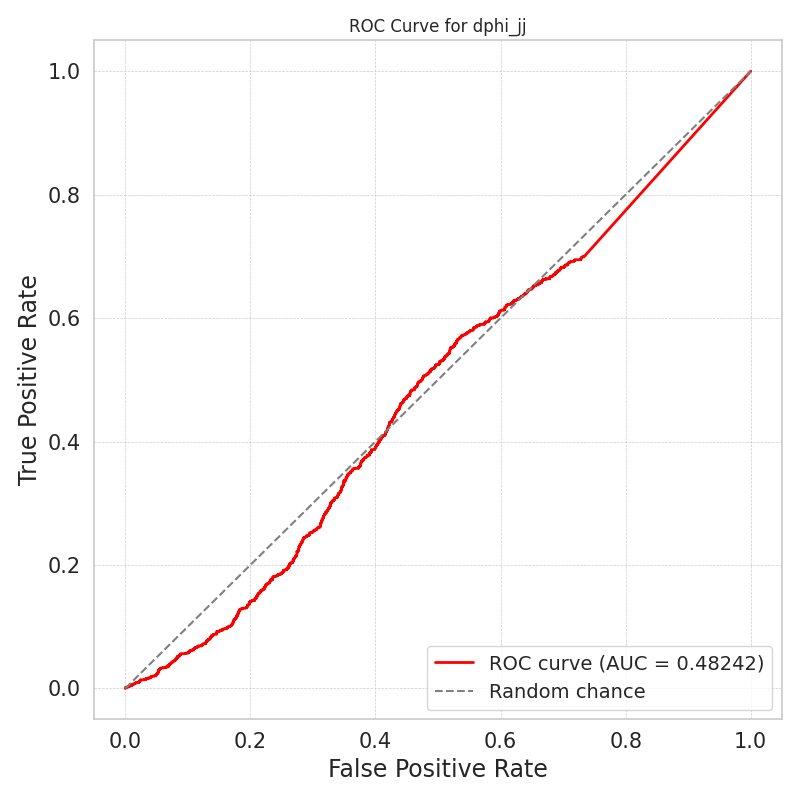 ROC Curve for dphi_jj
True Positive Rate
1.0
0.8
0.6
0.4
0.2
0.0
ROC curve (AUC = 0.48242)
Random chance
0.0 0.2 0.4 0.6 0.8 1.0
False Positive Rate